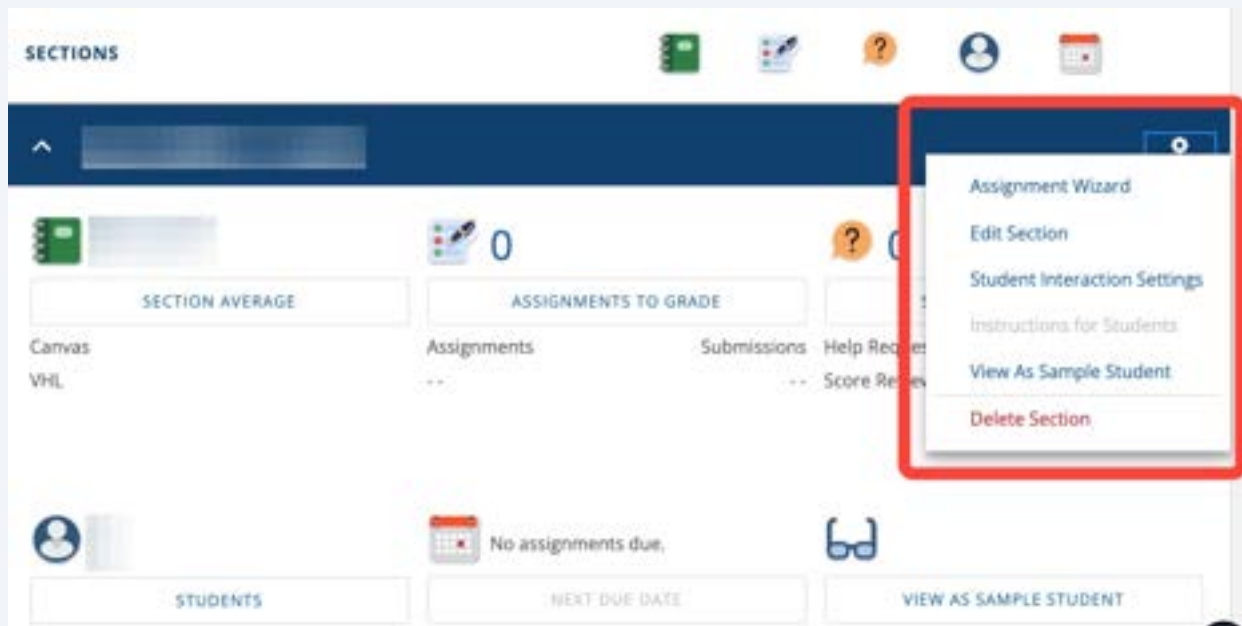 SECTIONS
Assignment Wizard
Edit Section
Student Interaction Settings
Instructions for Students
View As Sample Student
Delete Section
0
SECTION AVERAGE
ASSIGNMENTS TO GRADE
Canvas
Assignments Submissions
Help
VHL
-- --
Score
No assignments due.
STUDENTS
NEXT DUE DATE
VIEW AS SAMPLE STUDENT